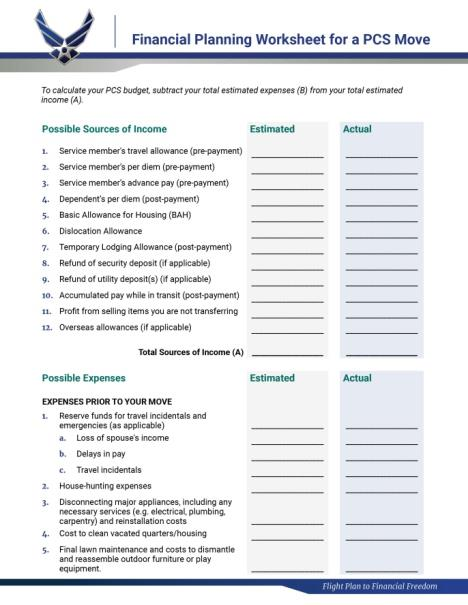 Financial Planning Worksheet for a PCS Move
To calculate your PCS budget, subtract your total estimated expenses (B) from your total estimated
income (A).
Possible Sources of Income Estimated Actual
1. Service member's travel allowance (pre-payment)
2. Service member's per diem (pre-payment)
3. Service member's advance pay (pre-payment)
4. Dependent's per diem (post-payment)
5. Basic Allowance for Housing (BAH)
6. Dislocation Allowance
7. Temporary Lodging Allowance (post-payment)
8. Refund of security deposit (if applicable)
9. Refund of utility deposit(s) (if applicable)
10. Accumulated pay while in transit (post-payment)
11. Profit from selling items you are not transferring
12. Overseas allowances (if applicable)
Total Sources of Income (A)
Possible Expenses Estimated Actual
EXPENSES PRIOR TO YOUR MOVE
1. Reserve funds for travel incidentals and
emergencies (as applicable)
a. Loss of spouse's income
b. Delays in pay
c. Travel incidentals
2. House-hunting expenses
3. Disconnecting major appliances, including any
necessary services (e.g. electrical, plumbing,
carpentry) and reinstallation costs
4. Cost to clean vacated quarters/housing
5. Final lawn maintenance and costs to dismantle
and reassemble outdoor furniture or play
equipment.
Flight Plan to Financial Freedom